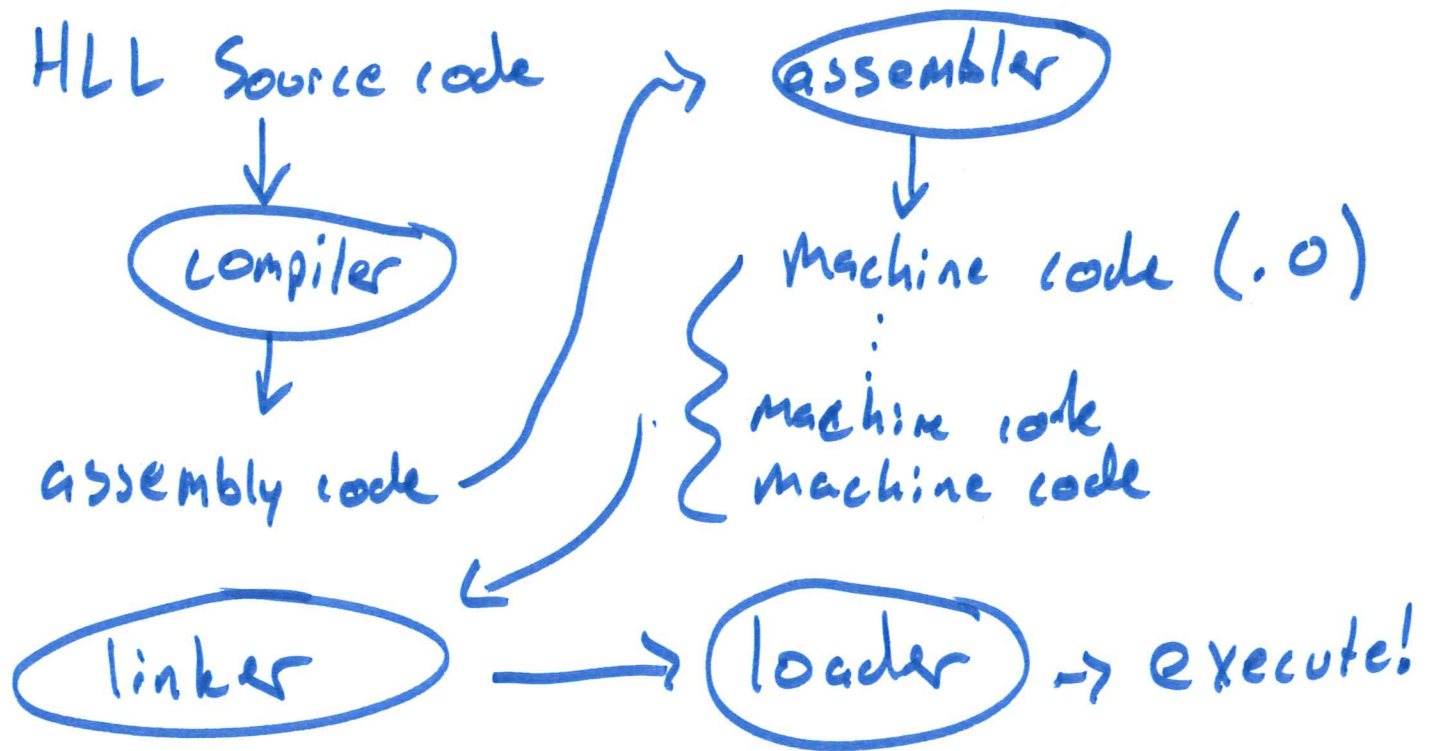 HLL Source code
compiler
assembly code
assembler
machine code (.o)
⋮
machine code
machine code
linker
loader → execute!